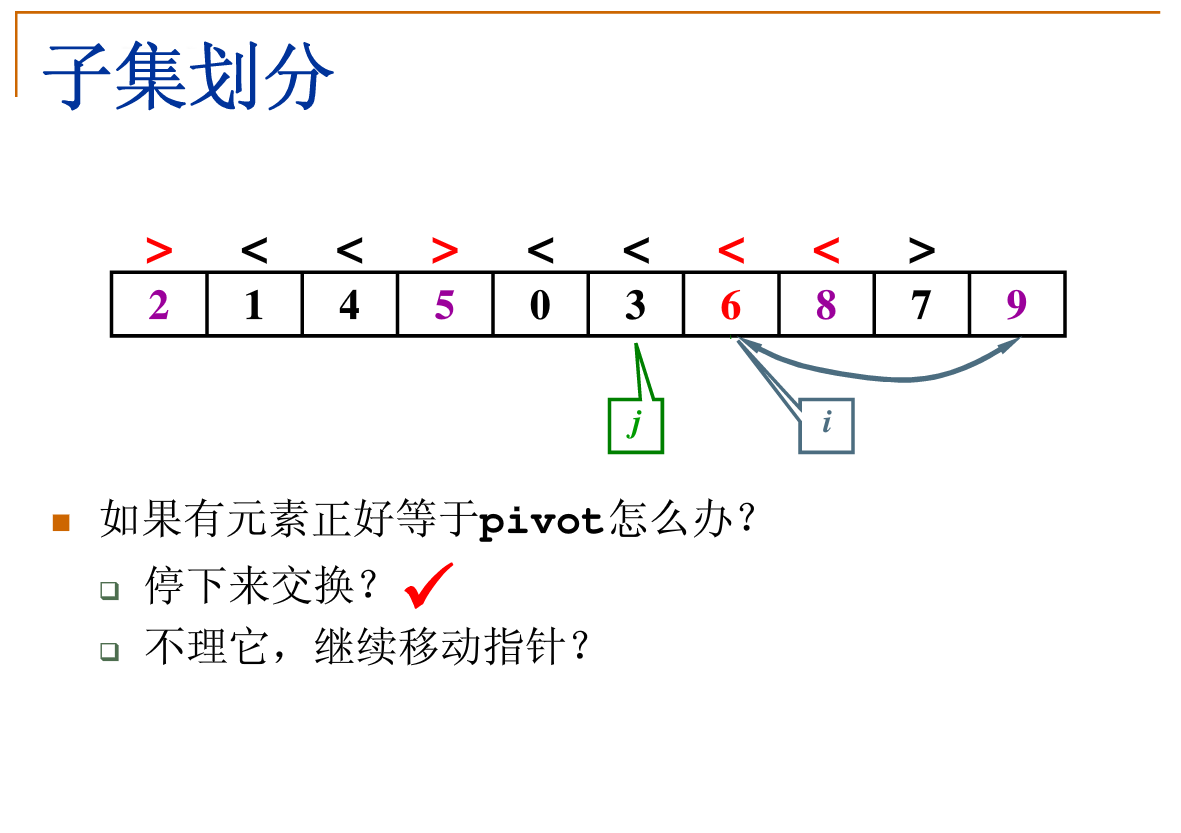 子集划分
> < < > < < < < >
2 1 4 5 0 3 6 8 7 9
j i
如果有元素正好等于pivot怎么办？
停下来交换？
不理它，继续移动指针？